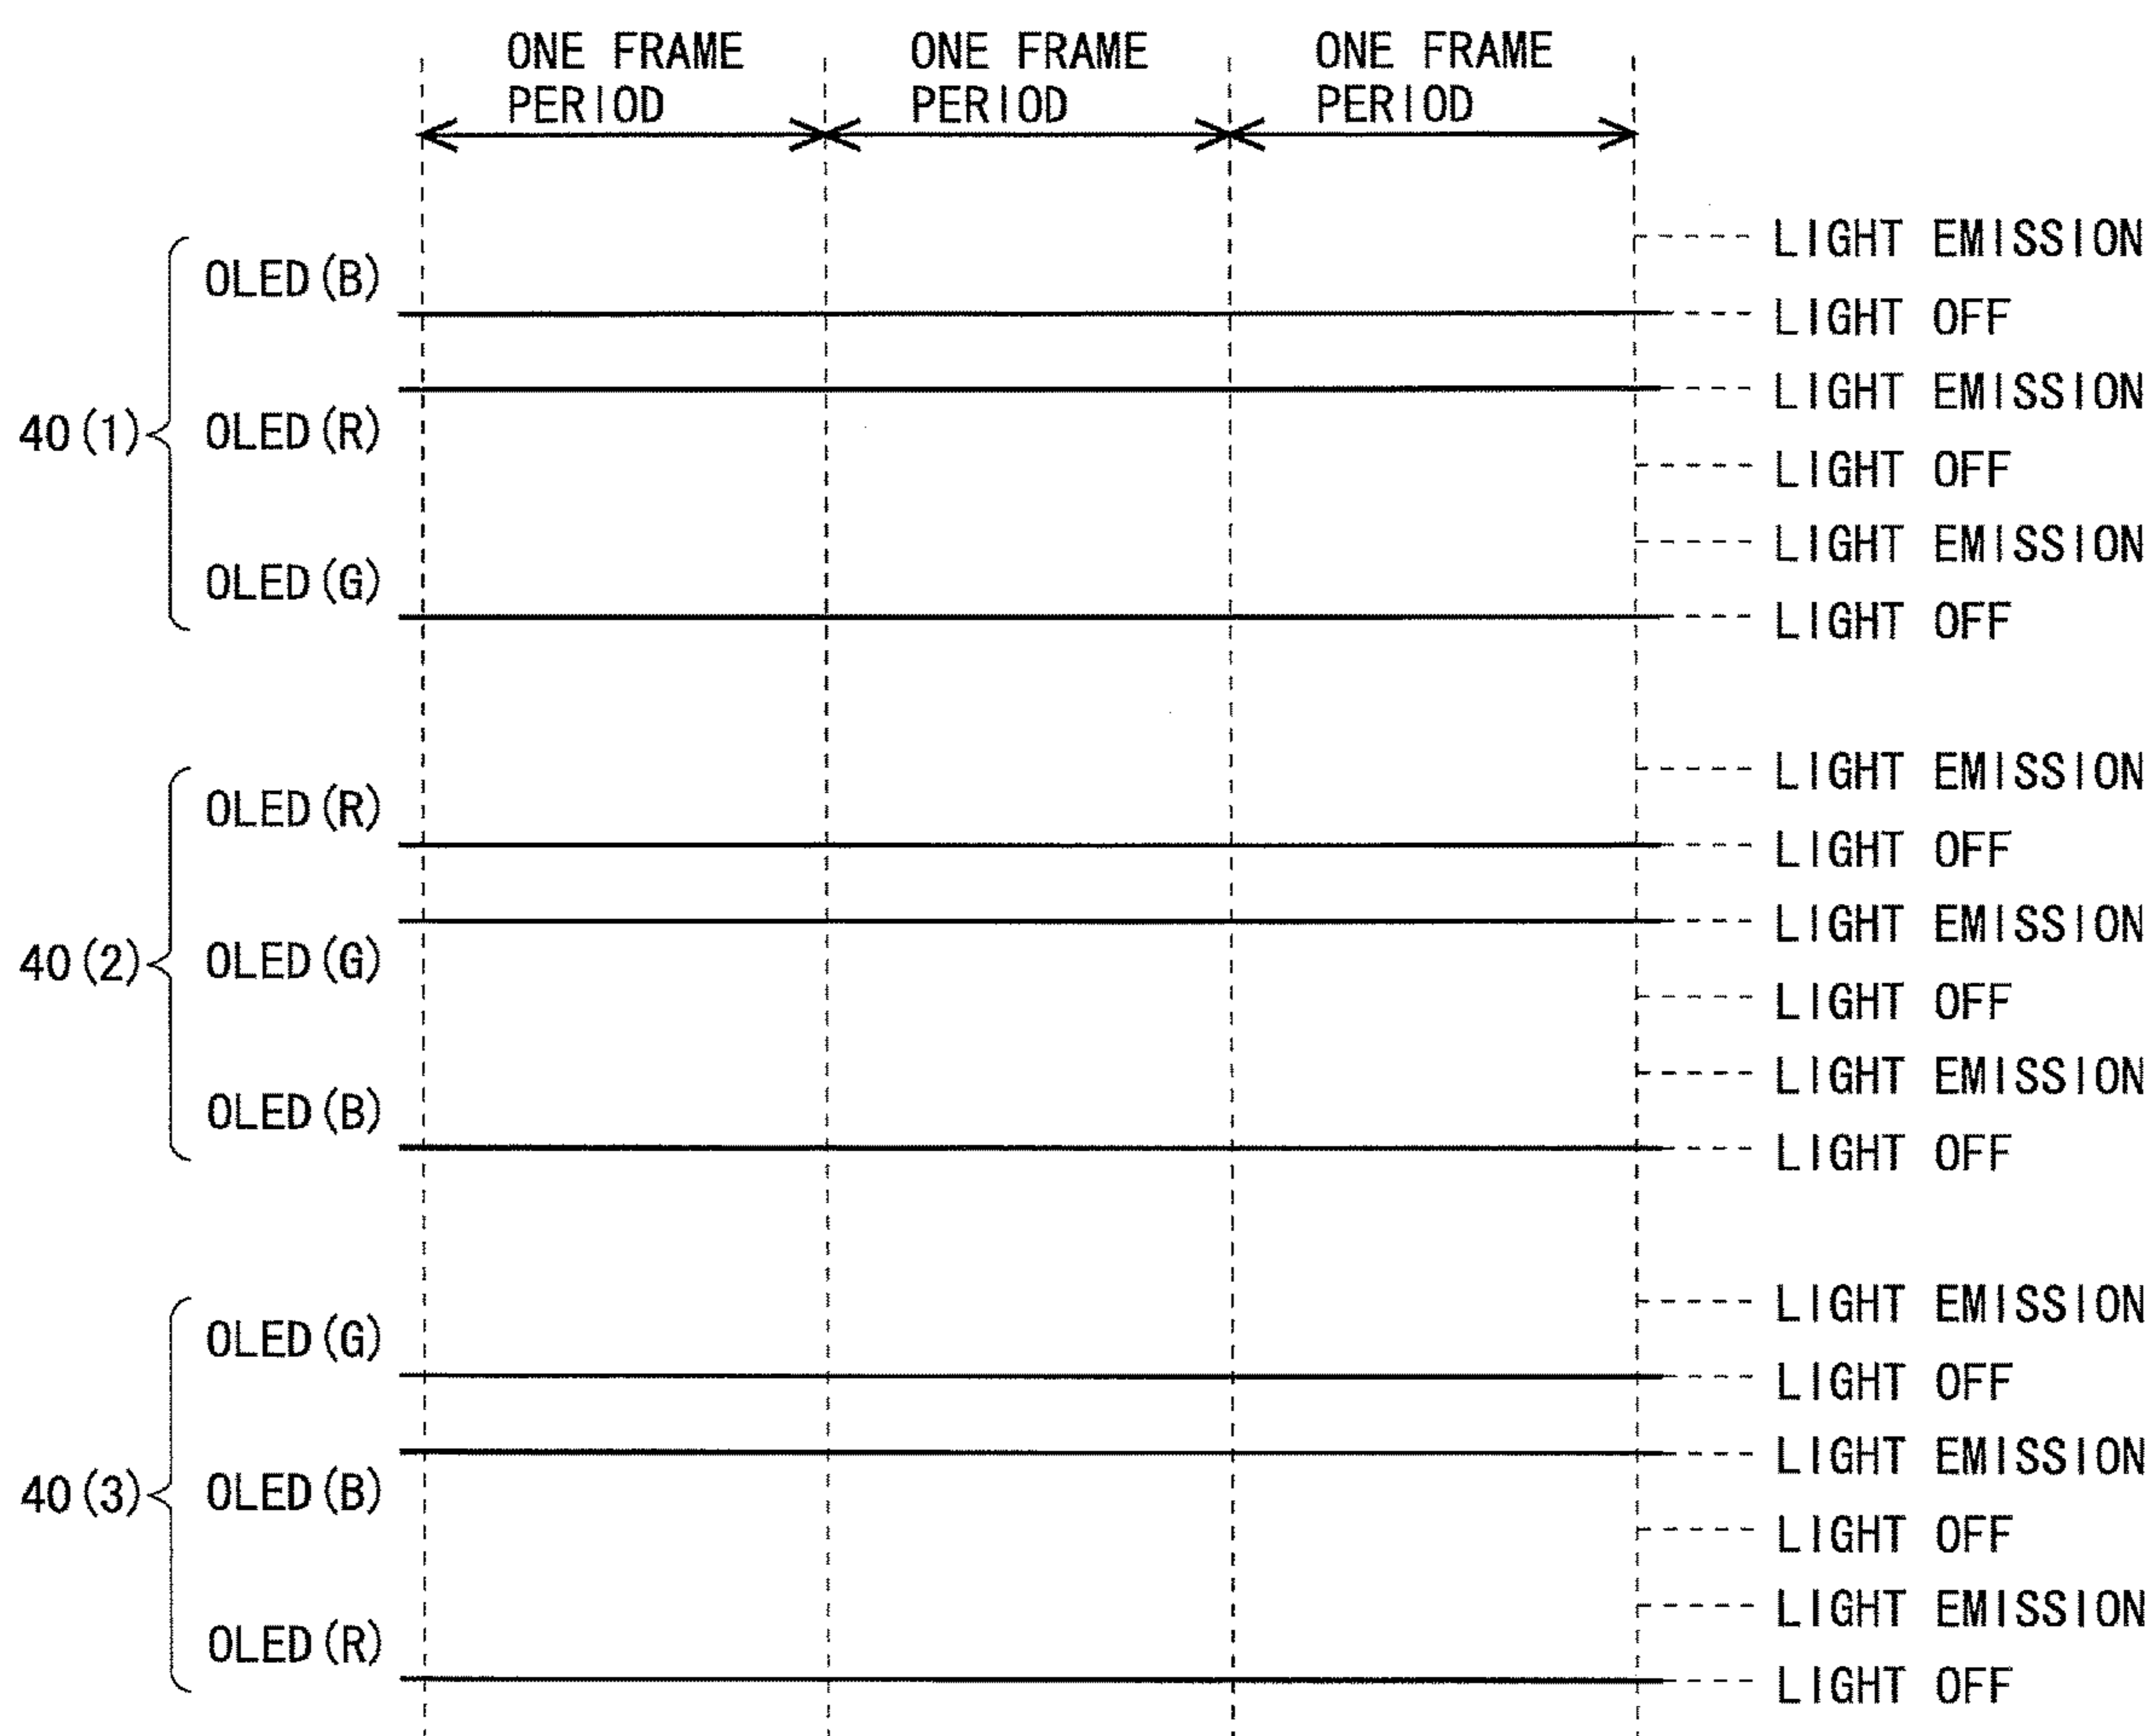 ONE FRAME PERIOD
ONE FRAME PERIOD
ONE FRAME PERIOD
40(1)
OLED(B)
LIGHT EMISSION
LIGHT OFF
OLED(R)
LIGHT EMISSION
LIGHT OFF
OLED(G)
LIGHT EMISSION
LIGHT OFF
40(2)
OLED(R)
LIGHT EMISSION
LIGHT OFF
OLED(G)
LIGHT EMISSION
LIGHT OFF
OLED(B)
LIGHT EMISSION
LIGHT OFF
40(3)
OLED(G)
LIGHT EMISSION
LIGHT OFF
OLED(B)
LIGHT EMISSION
LIGHT OFF
OLED(R)
LIGHT EMISSION
LIGHT OFF